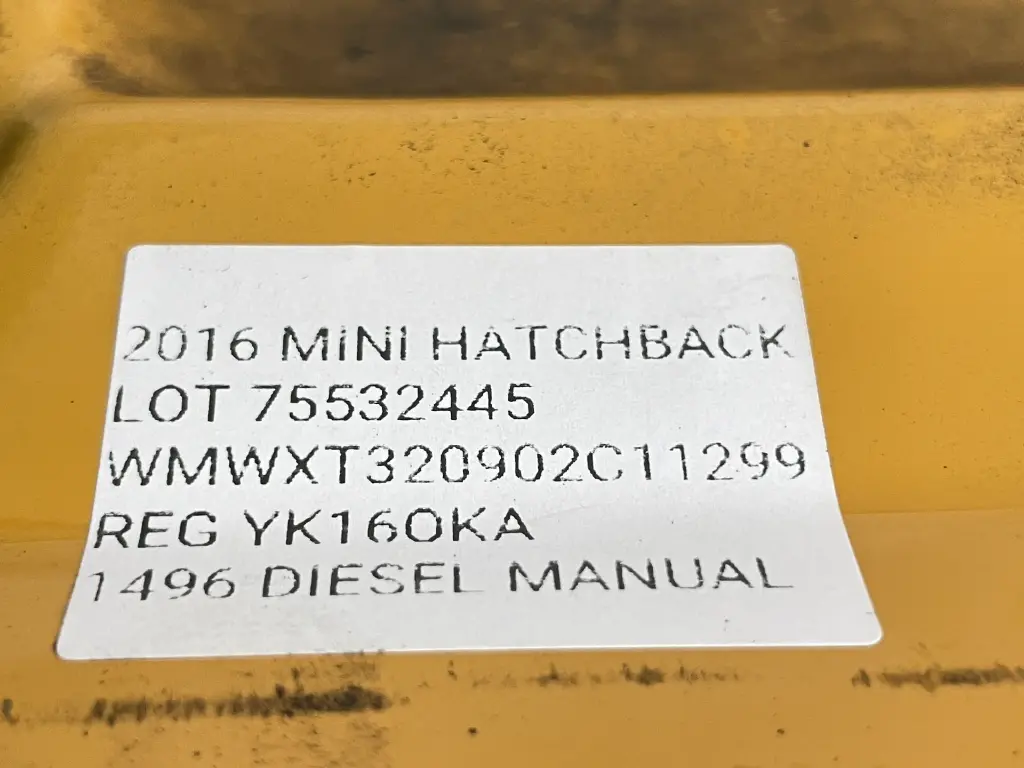 2016 MINI HATCHBACK
LOT 75532445
WMWXT320902C11299
REG YK16OKA
1496 DIESEL MANUAL